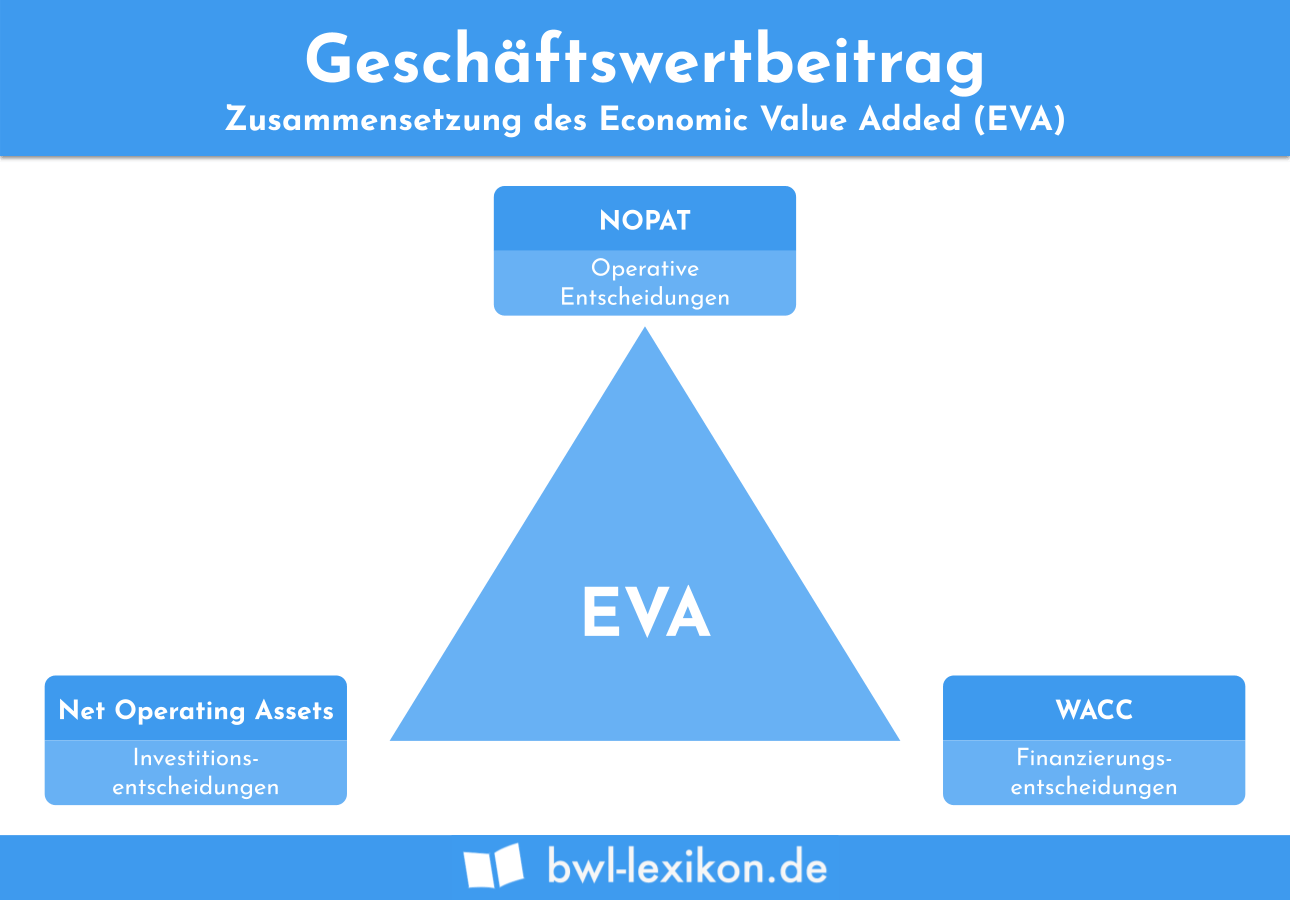 Geschäftswertbeitrag
Zusammensetzung des Economic Value Added (EVA)
NOPAT
Operative
Entscheidungen
EVA
Net Operating Assets
Investitions-
entscheidungen
WACC
Finanzierungs-
entscheidungen
bwl-lexikon.de